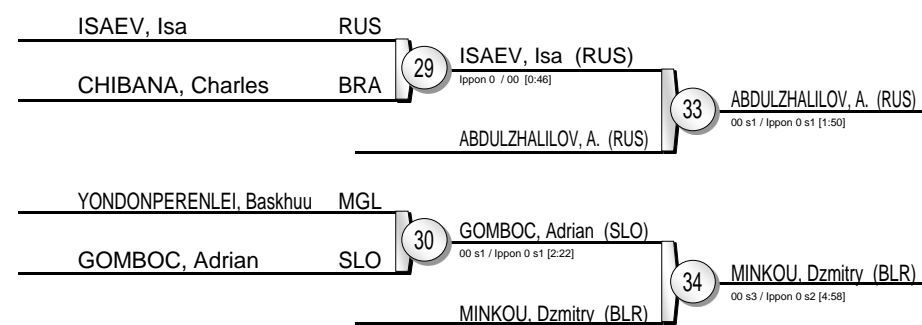 ISAEV, Isa RUS
CHIBANA, Charles BRA
29
ISAEV, Isa (RUS)
Ippon 0 / 00 [0:46]
ABDULZHALILOV, A. (RUS)
33
ABDULZHALILOV, A. (RUS)
00 s1 / Ippon 0 s1 [1:50]
YONDONPERENLEI, Baskhuu MGL
GOMBOC, Adrian SLO
30
GOMBOC, Adrian (SLO)
00 s1 / Ippon 0 s1 [2:22]
MINKOU, Dzmitry (BLR)
34
MINKOU, Dzmitry (BLR)
00 s3 / Ippon 0 s2 [4:58]